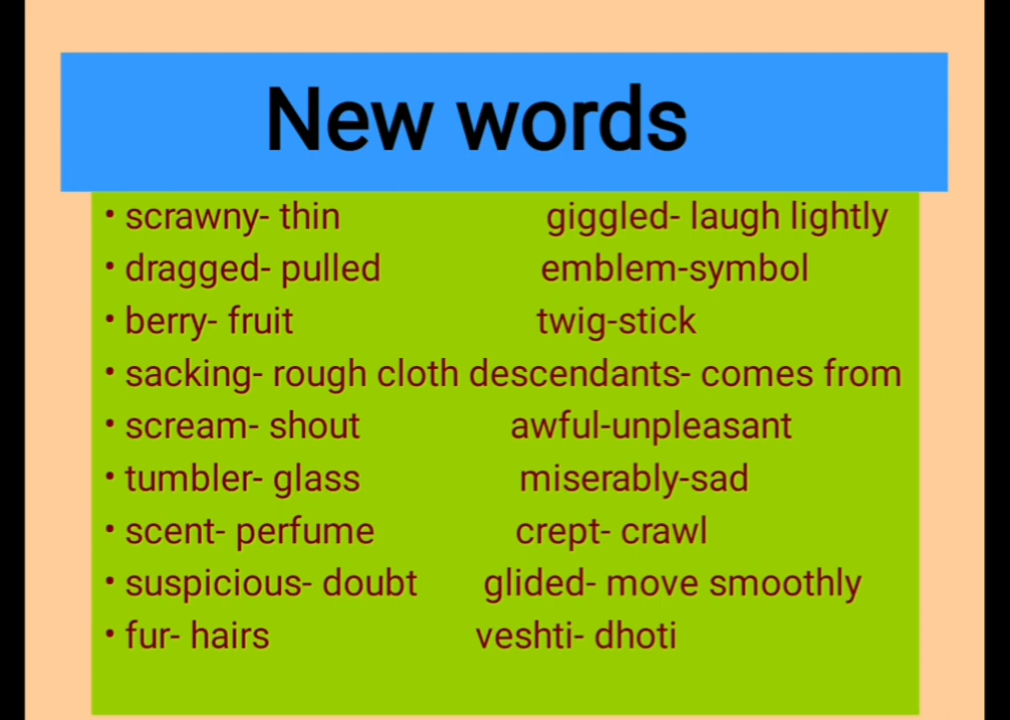 New words
• scrawny- thin giggled- laugh lightly
• dragged- pulled emblem-symbol
• berry- fruit twig-stick
• sacking- rough cloth descendants- comes from
• scream- shout awful-unpleasant
• tumbler- glass miserably-sad
• scent- perfume crept- crawl
• suspicious- doubt glided- move smoothly
• fur- hairs veshti- dhoti